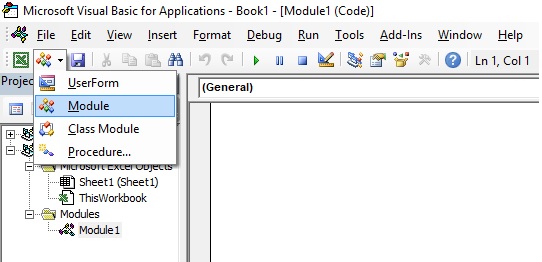 Microsoft Visual Basic for Applications - Book1 - [Module1 (Code)]
File Edit View Insert Format Debug Run Tools Add-Ins Window Help
Ln 1, Col 1
Projec
UserForm
(General)
Module
Class Module
Procedure...
Microsoft Excel Objects
Sheet1 (Sheet1)
ThisWorkbook
Modules
Module1